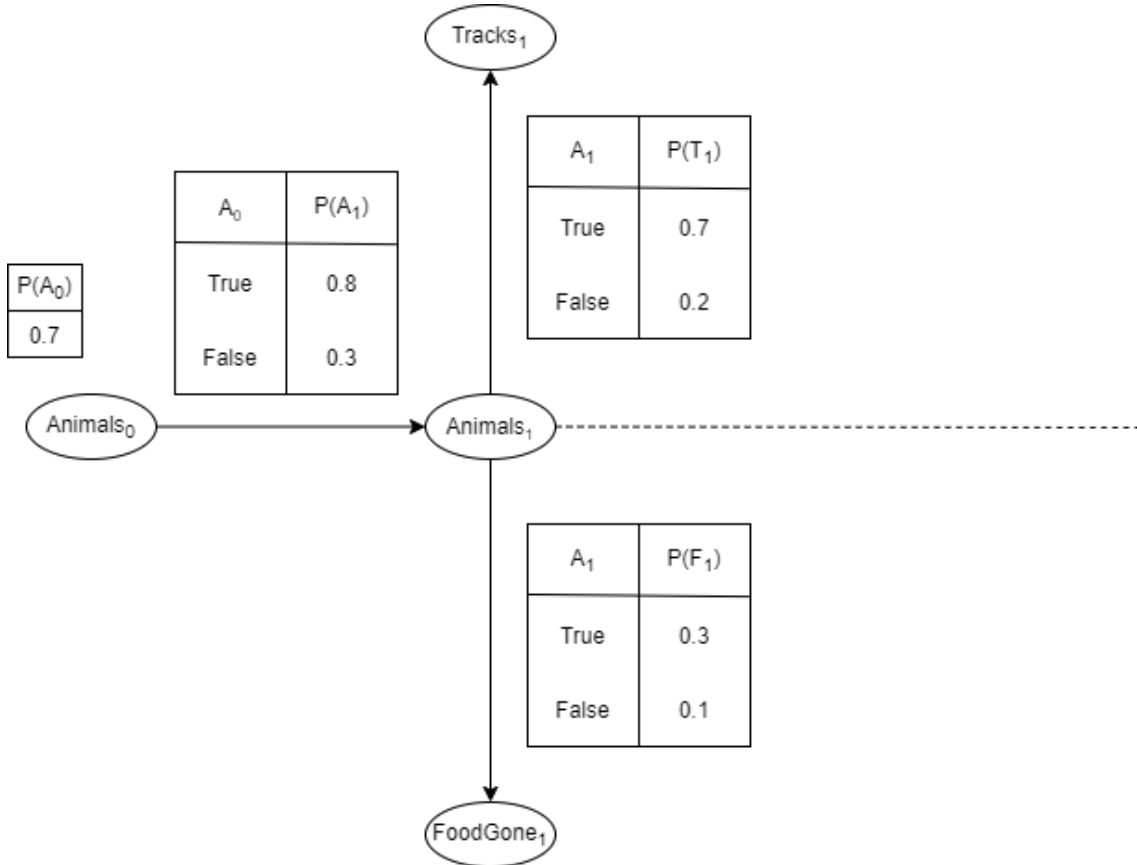 Tracks₁
A₁ P(T₁)
True 0.7
False 0.2
A₀ P(A₁)
True 0.8
False 0.3
P(A₀)
0.7
Animals₀
Animals₁
A₁ P(F₁)
True 0.3
False 0.1
FoodGone₁